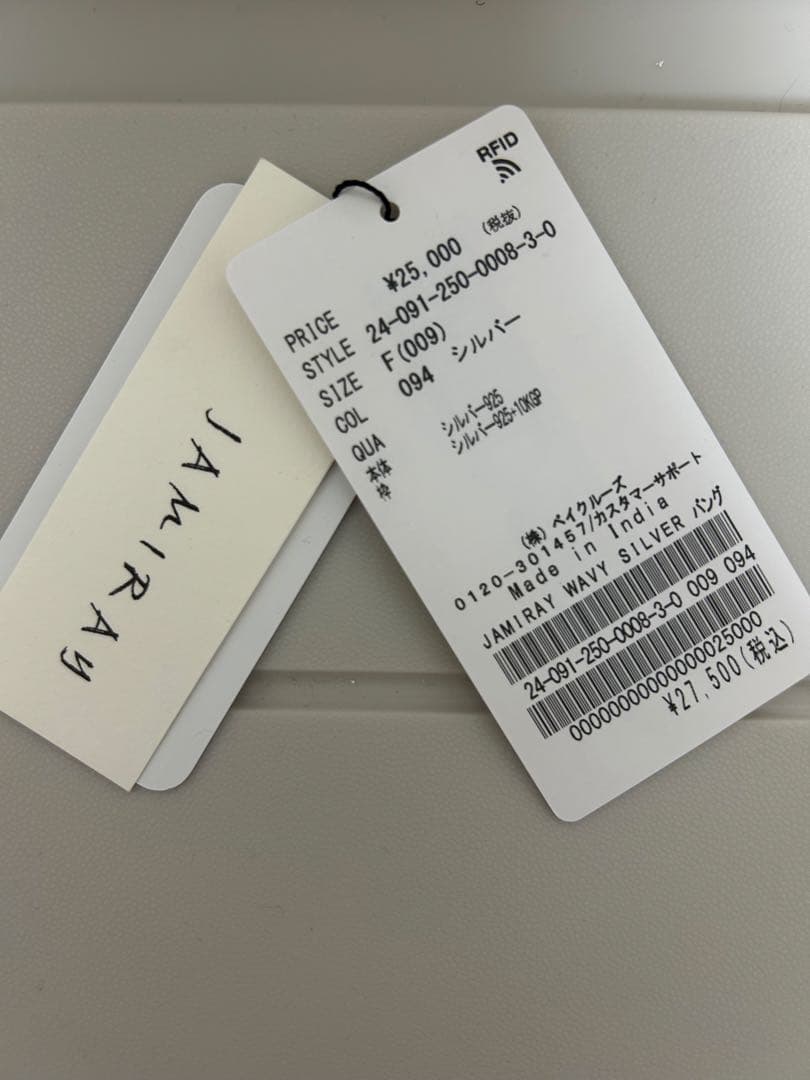 JAMIRAY
RFID
PRICE ¥25,000 (税抜)
STYLE 24-091-250-0008-3-0
SIZE F(009)
COL 094 シルバー
QUA
本体 シルバー925
枠 シルバー925+10KGP
(株) ベイクルーズ
0120-301457/カスタマーサポート
Made in India
JAMIRAY WAVY SILVER バング
24-091-250-0008-3-0 009 094
0000000000000025000
¥27,500(税込)